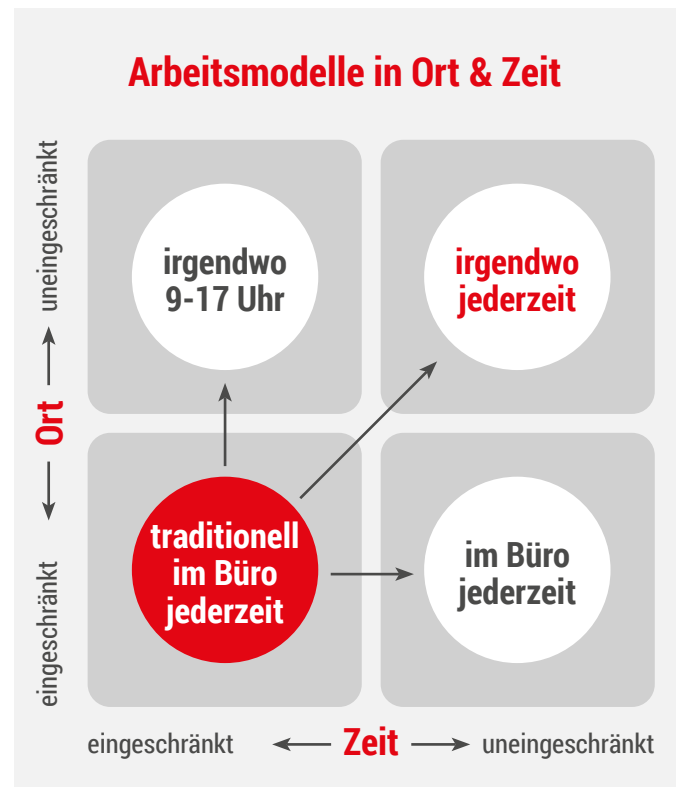 Arbeitsmodelle in Ort & Zeit
uneingeschränkt
Ort
eingeschränkt
irgendwo
9-17 Uhr
irgendwo
jederzeit
traditionell
im Büro
jederzeit
im Büro
jederzeit
eingeschränkt
Zeit
uneingeschränkt